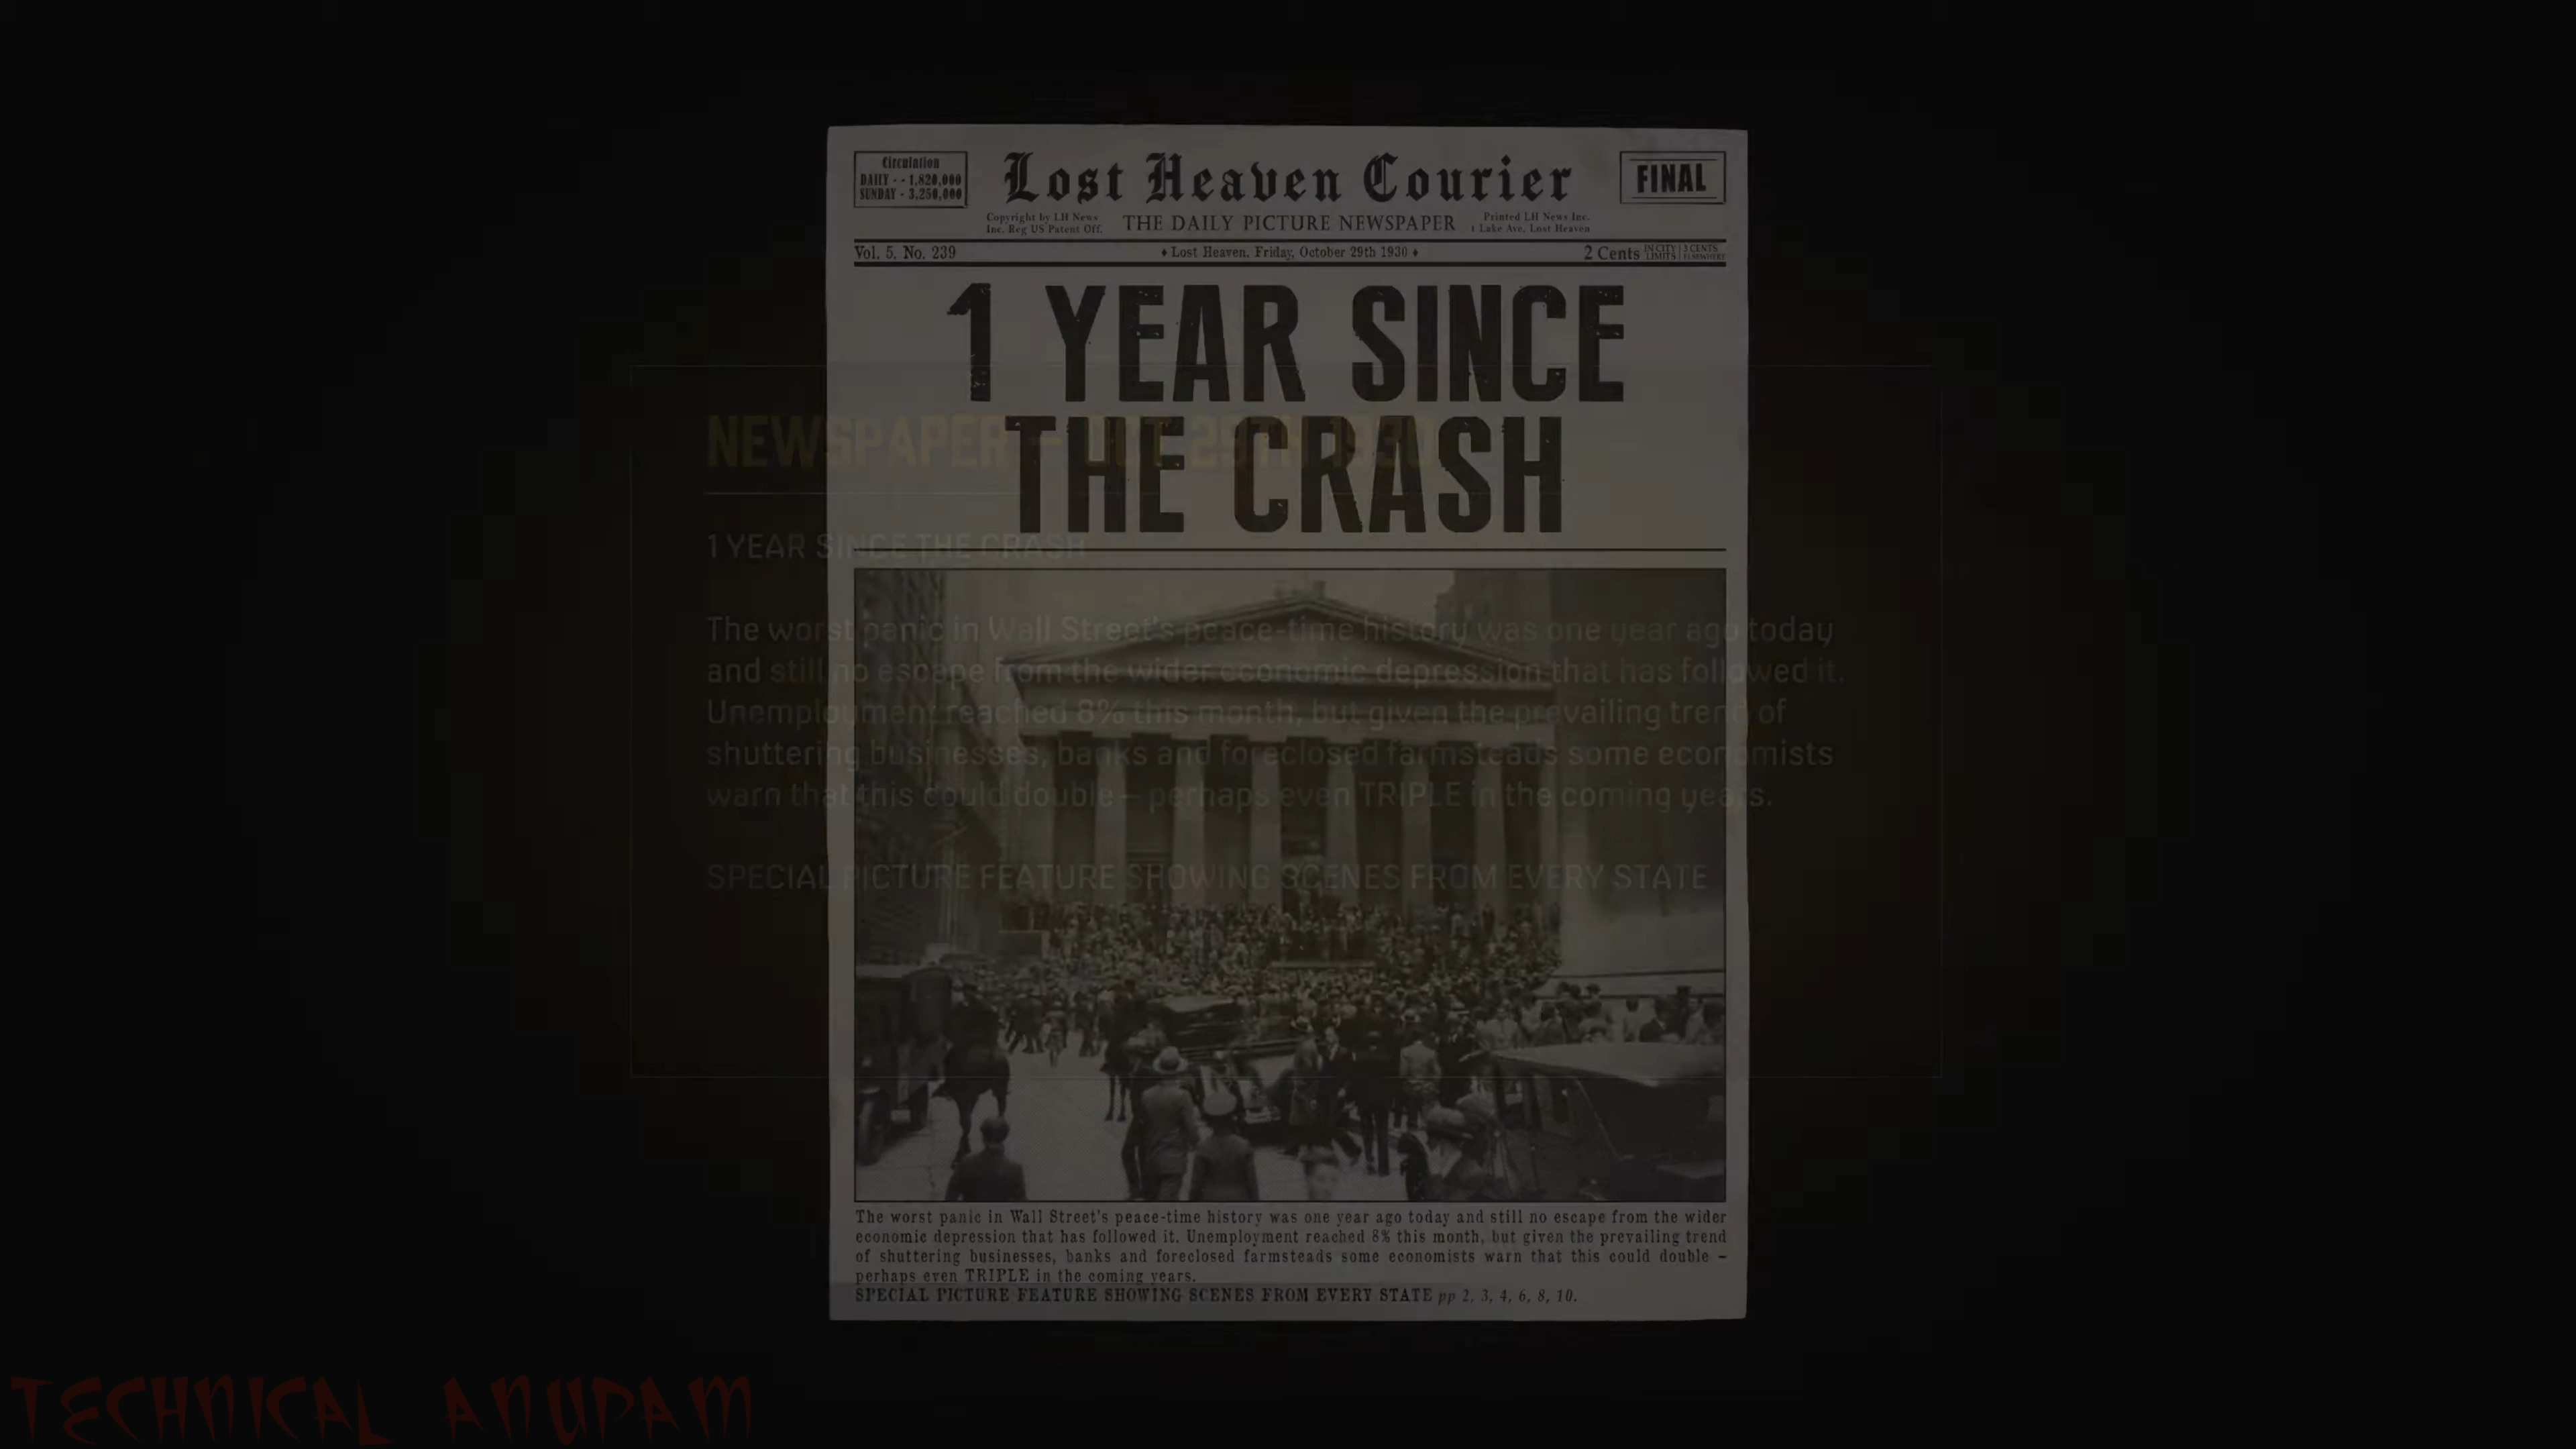 Circulation
DAILY - - 1,820,000
SUNDAY - 3,250,000
Lost Heaven Courier
FINAL
Copyright by LH News
Inc. Reg US Patent Off.
THE DAILY PICTURE NEWSPAPER
Printed LH News Inc.
1 Lake Ave, Lost Heaven
Vol. 5. No. 239
♦ Lost Heaven. Friday, October 29th 1930 ♦
2 Cents IN CITY LIMITS | 3 CENTS ELSEWHERE
1 YEAR SINCE
THE CRASH
NEWSPAPER – OCT 29TH 1930
1 YEAR SINCE THE CRASH
The worst panic in Wall Street's peace-time history was one year ago today
and still no escape from the wider economic depression that has followed it.
Unemployment reached 8% this month, but given the prevailing trend of
shuttering businesses, banks and foreclosed farmsteads some economists
warn that this could double – perhaps even TRIPLE in the coming years.
SPECIAL PICTURE FEATURE SHOWING SCENES FROM EVERY STATE
The worst panic in Wall Street's peace-time history was one year ago today and still no escape from the wider
economic depression that has followed it. Unemployment reached 8% this month, but given the prevailing trend
of shuttering businesses, banks and foreclosed farmsteads some economists warn that this could double –
perhaps even TRIPLE in the coming years.
SPECIAL PICTURE FEATURE SHOWING SCENES FROM EVERY STATE pp 2, 3, 4, 6, 8, 10.
TECHNICAL ANUPAM